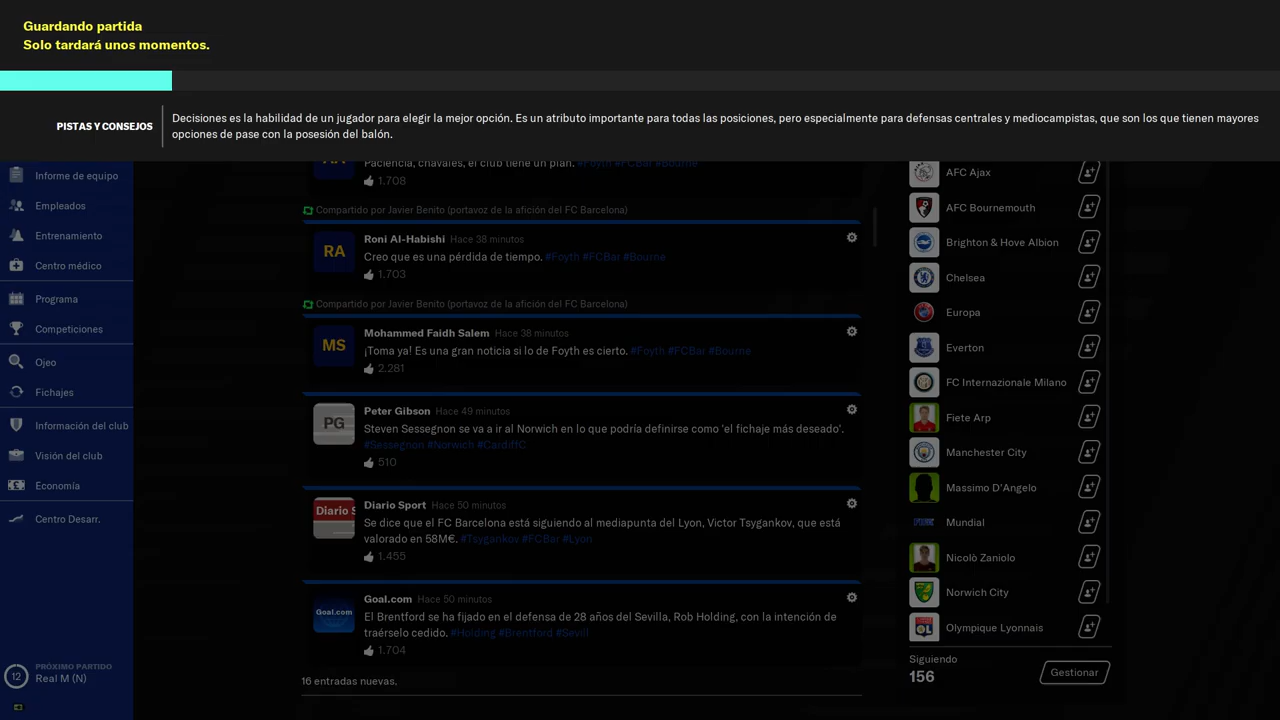 Guardando partida
Solo tardará unos momentos.
PISTAS Y CONSEJOS
Decisiones es la habilidad de un jugador para elegir la mejor opción. Es un atributo importante para todas las posiciones, pero especialmente para defensas centrales y mediocampistas, que son los que tienen mayores
opciones de pase con la posesión del balón.
Informe de equipo
Empleados
Entrenamiento
Centro médico
Programa
Competiciones
Ojeo
Fichajes
Información del club
Visión del club
Economía
Centro Desarr.
12
PRÓXIMO PARTIDO
Real M (N)
Paciencia, chavales, el club tiene un plan. #Foyth #FCBar #Bourne
1.708
Compartido por Javier Benito (portavoz de la afición del FC Barcelona)
RA
Roni Al-Habishi Hace 38 minutos
Creo que es una pérdida de tiempo. #Foyth #FCBar #Bourne
1.703
Compartido por Javier Benito (portavoz de la afición del FC Barcelona)
MS
Mohammed Faidh Salem Hace 38 minutos
¡Toma ya! Es una gran noticia si lo de Foyth es cierto. #Foyth #FCBar #Bourne
2.281
PG
Peter Gibson Hace 49 minutos
Steven Sessegnon se va a ir al Norwich en lo que podría definirse como 'el fichaje más deseado'.
#Sessegnon #Norwich #CardiffC
510
Diario S
Diario Sport Hace 50 minutos
Se dice que el FC Barcelona está siguiendo al mediapunta del Lyon, Victor Tsygankov, que está
valorado en 58M€. #Tsygankov #FCBar #Lyon
1.455
Goal.com
Goal.com Hace 50 minutos
El Brentford se ha fijado en el defensa de 28 años del Sevilla, Rob Holding, con la intención de
traérselo cedido. #Holding #Brentford #Sevill
1.704
16 entradas nuevas.
AFC Ajax
AFC Bournemouth
Brighton & Hove Albion
Chelsea
Europa
Everton
FC Internazionale Milano
Fiete Arp
Manchester City
Massimo D'Angelo
Mundial
Nicolò Zaniolo
Norwich City
Olympique Lyonnais
Siguiendo
156
Gestionar